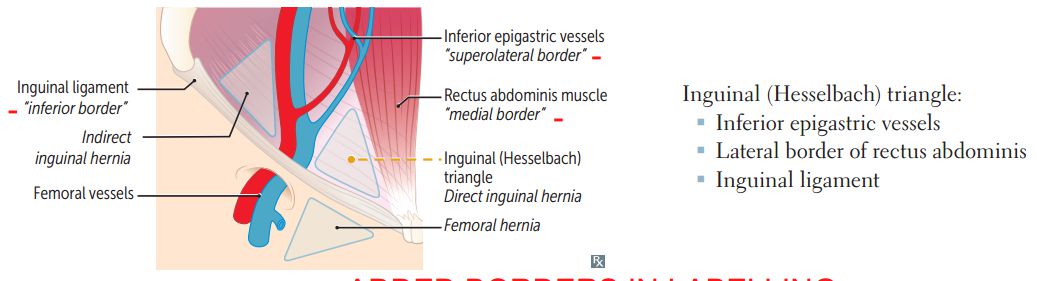 Inferior epigastric vessels
"superolateral border"
Rectus abdominis muscle
"medial border"
Inguinal (Hesselbach)
triangle
Direct inguinal hernia
Femoral hernia
Inguinal ligament
"inferior border"
Indirect
inguinal hernia
Femoral vessels
Rx
Inguinal (Hesselbach) triangle:
Inferior epigastric vessels
Lateral border of rectus abdominis
Inguinal ligament